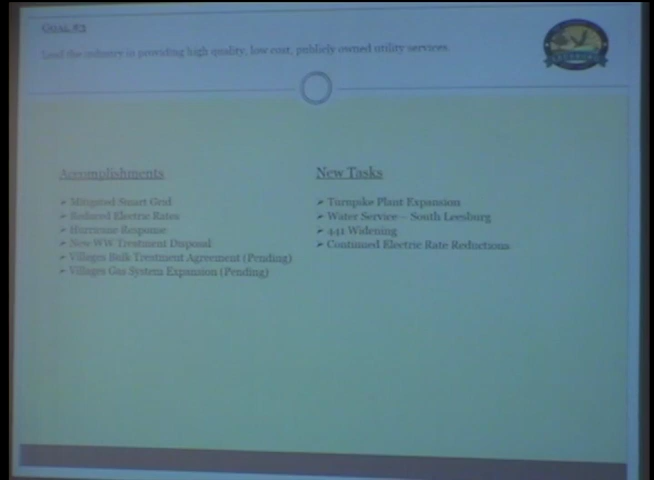 GOAL #3
Lead the industry in providing high quality, low cost, publicly owned utility services.
Accomplishments
➢ Mitigated Smart Grid
➢ Reduced Electric Rates
➢ Hurricane Response
➢ New WW Treatment Disposal
➢ Villages Bulk Treatment Agreement (Pending)
➢ Villages Gas System Expansion (Pending)
New Tasks
➢ Turnpike Plant Expansion
➢ Water Service – South Leesburg
➢ 441 Widening
➢ Continued Electric Rate Reductions